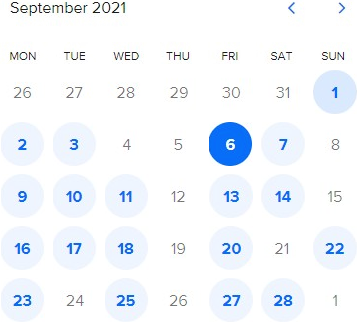 September 2021
MON TUE WED THU FRI SAT SUN
26 27 28 29 30 31 1
2 3 4 5 6 7 8
9 10 11 12 13 14 15
16 17 18 19 20 21 22
23 24 25 26 27 28 1